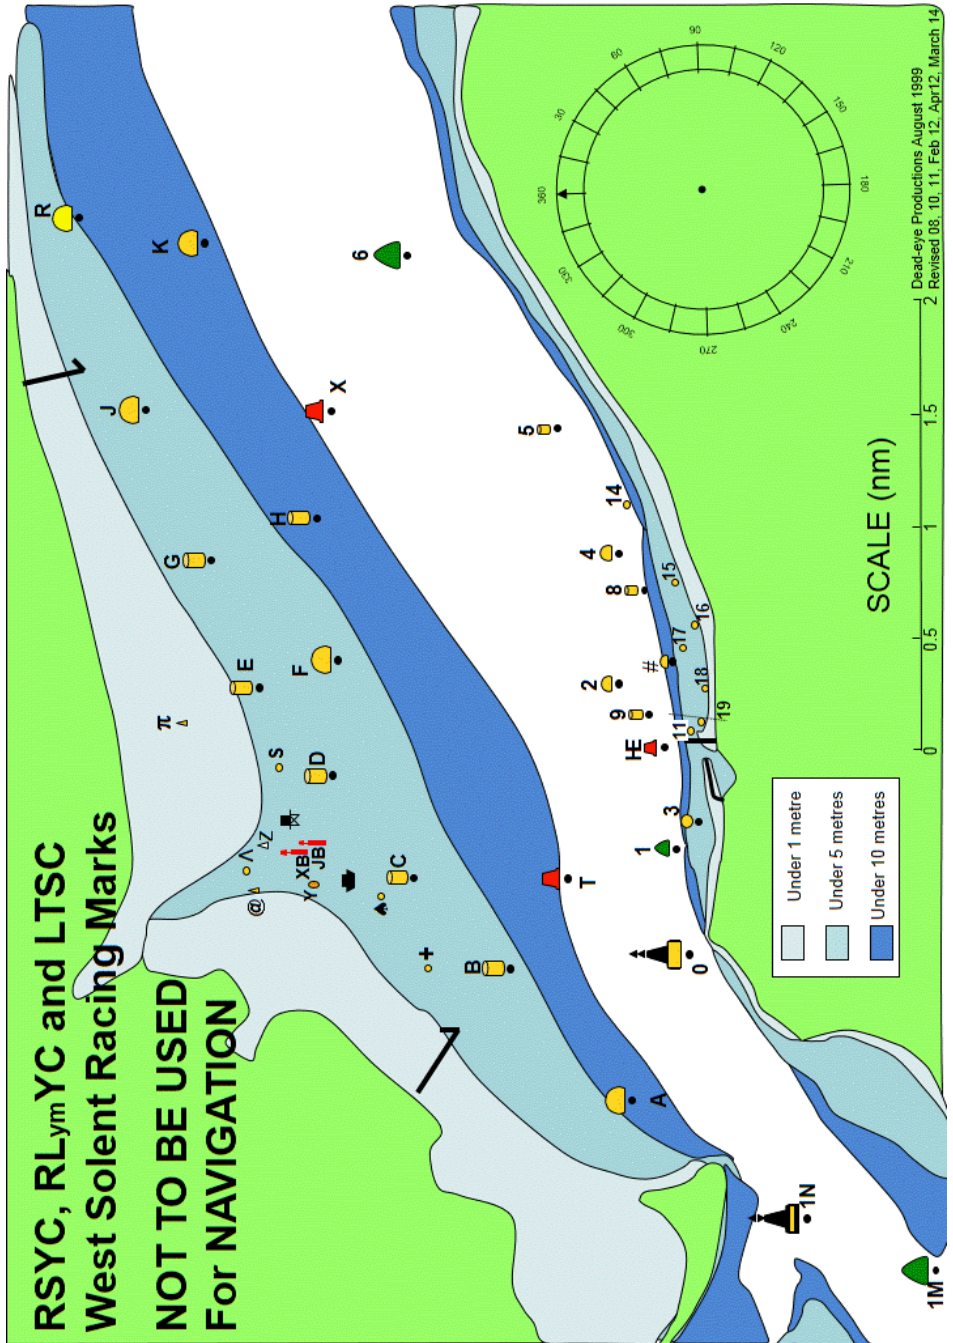 RSYC, RLymYC and LTSC
West Solent Racing Marks
NOT TO BE USED
For NAVIGATION
R
K
6
J
X
5
H
G
14
4
8
15
16
17
#
18
2
9
19
11
HE
E
F
π
S
D
Z
Λ
XB
JB
Y
@
C
♠
+
B
3
1
T
0
A
1N
1M
360
30
60
90
120
150
180
210
240
270
300
330
SCALE (nm)
0
0.5
1
1.5
2
Under 1 metre
Under 5 metres
Under 10 metres
Dead-eye Productions August 1999
Revised 08, 10, 11, Feb 12, Apr12, March 14